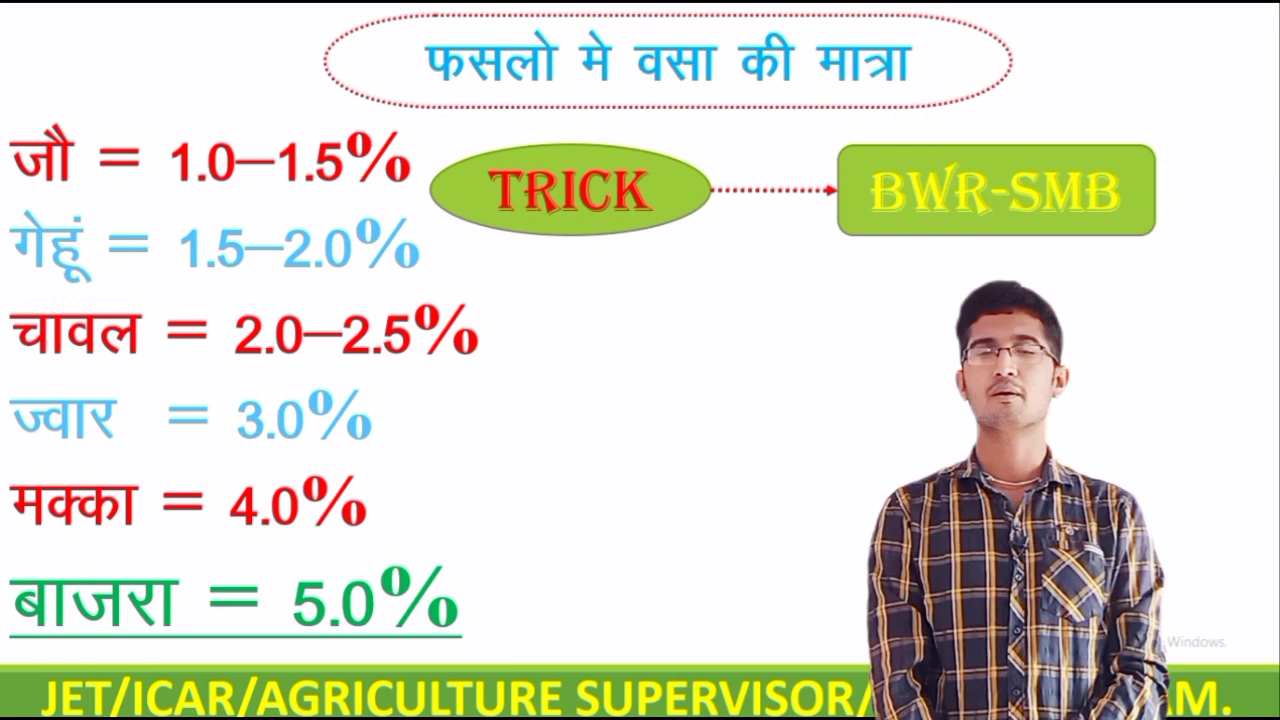 फसलो मे वसा की मात्रा
जौ = 1.0–1.5%
TRICK
BWR-SMB
गेहूं = 1.5–2.0%
चावल = 2.0–2.5%
ज्वार = 3.0%
मक्का = 4.0%
बाजरा = 5.0%
Windows.
JET/ICAR/AGRICULTURE SUPERVISOR/